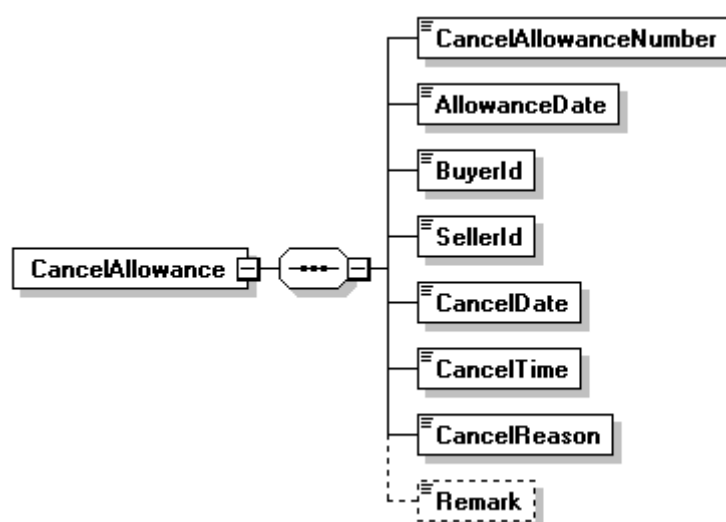 CancelAllowanceNumber
AllowanceDate
BuyerId
SellerId
CancelAllowance
CancelDate
CancelTime
CancelReason
Remark